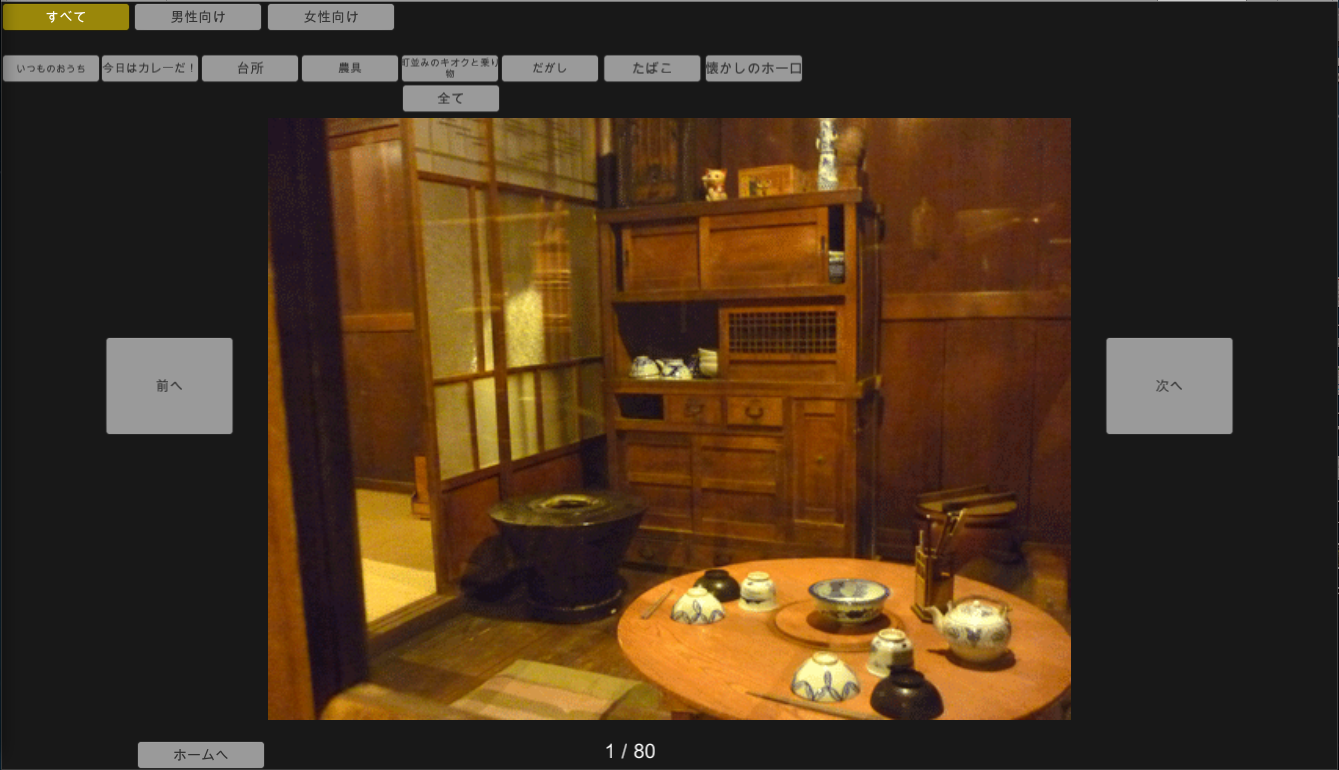 すべて
男性向け
女性向け
いつものおうち
今日はカレーだ！
台所
農具
町並みのキオクと乗り
物
だがし
たばこ
懐かしのホーロ
全て
前へ
次へ
ホームへ
1 / 80